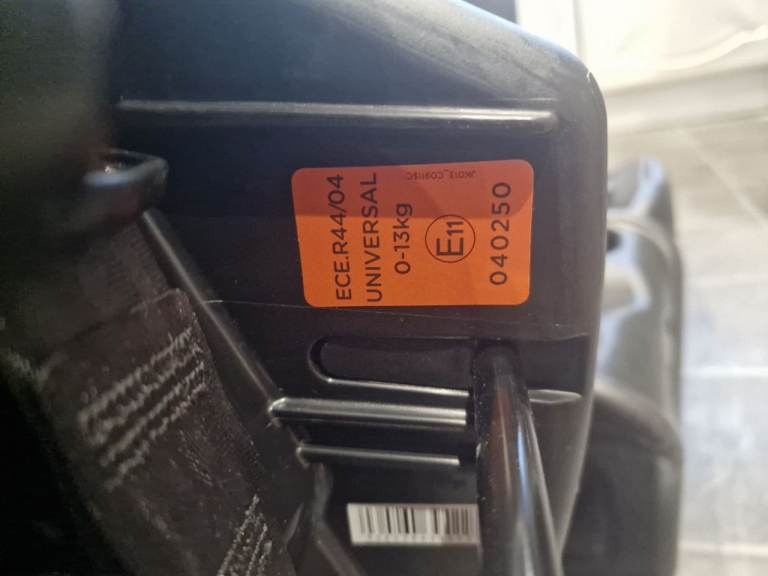 ECE.R44/04
UNIVERSAL
0-13kg
E11
040250